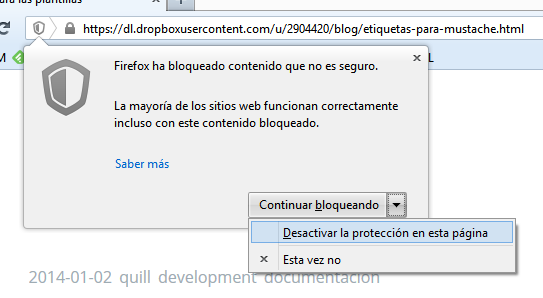 ara las plantillas
https://dl.dropboxusercontent.com/u/2904420/blog/etiquetas-para-mustache.html
M
L
Firefox ha bloqueado contenido que no es seguro.
La mayoría de los sitios web funcionan correctamente
incluso con este contenido bloqueado.
Saber más
Continuar bloqueando
Desactivar la protección en esta página
Esta vez no
2014-01-02 quill development documentacion